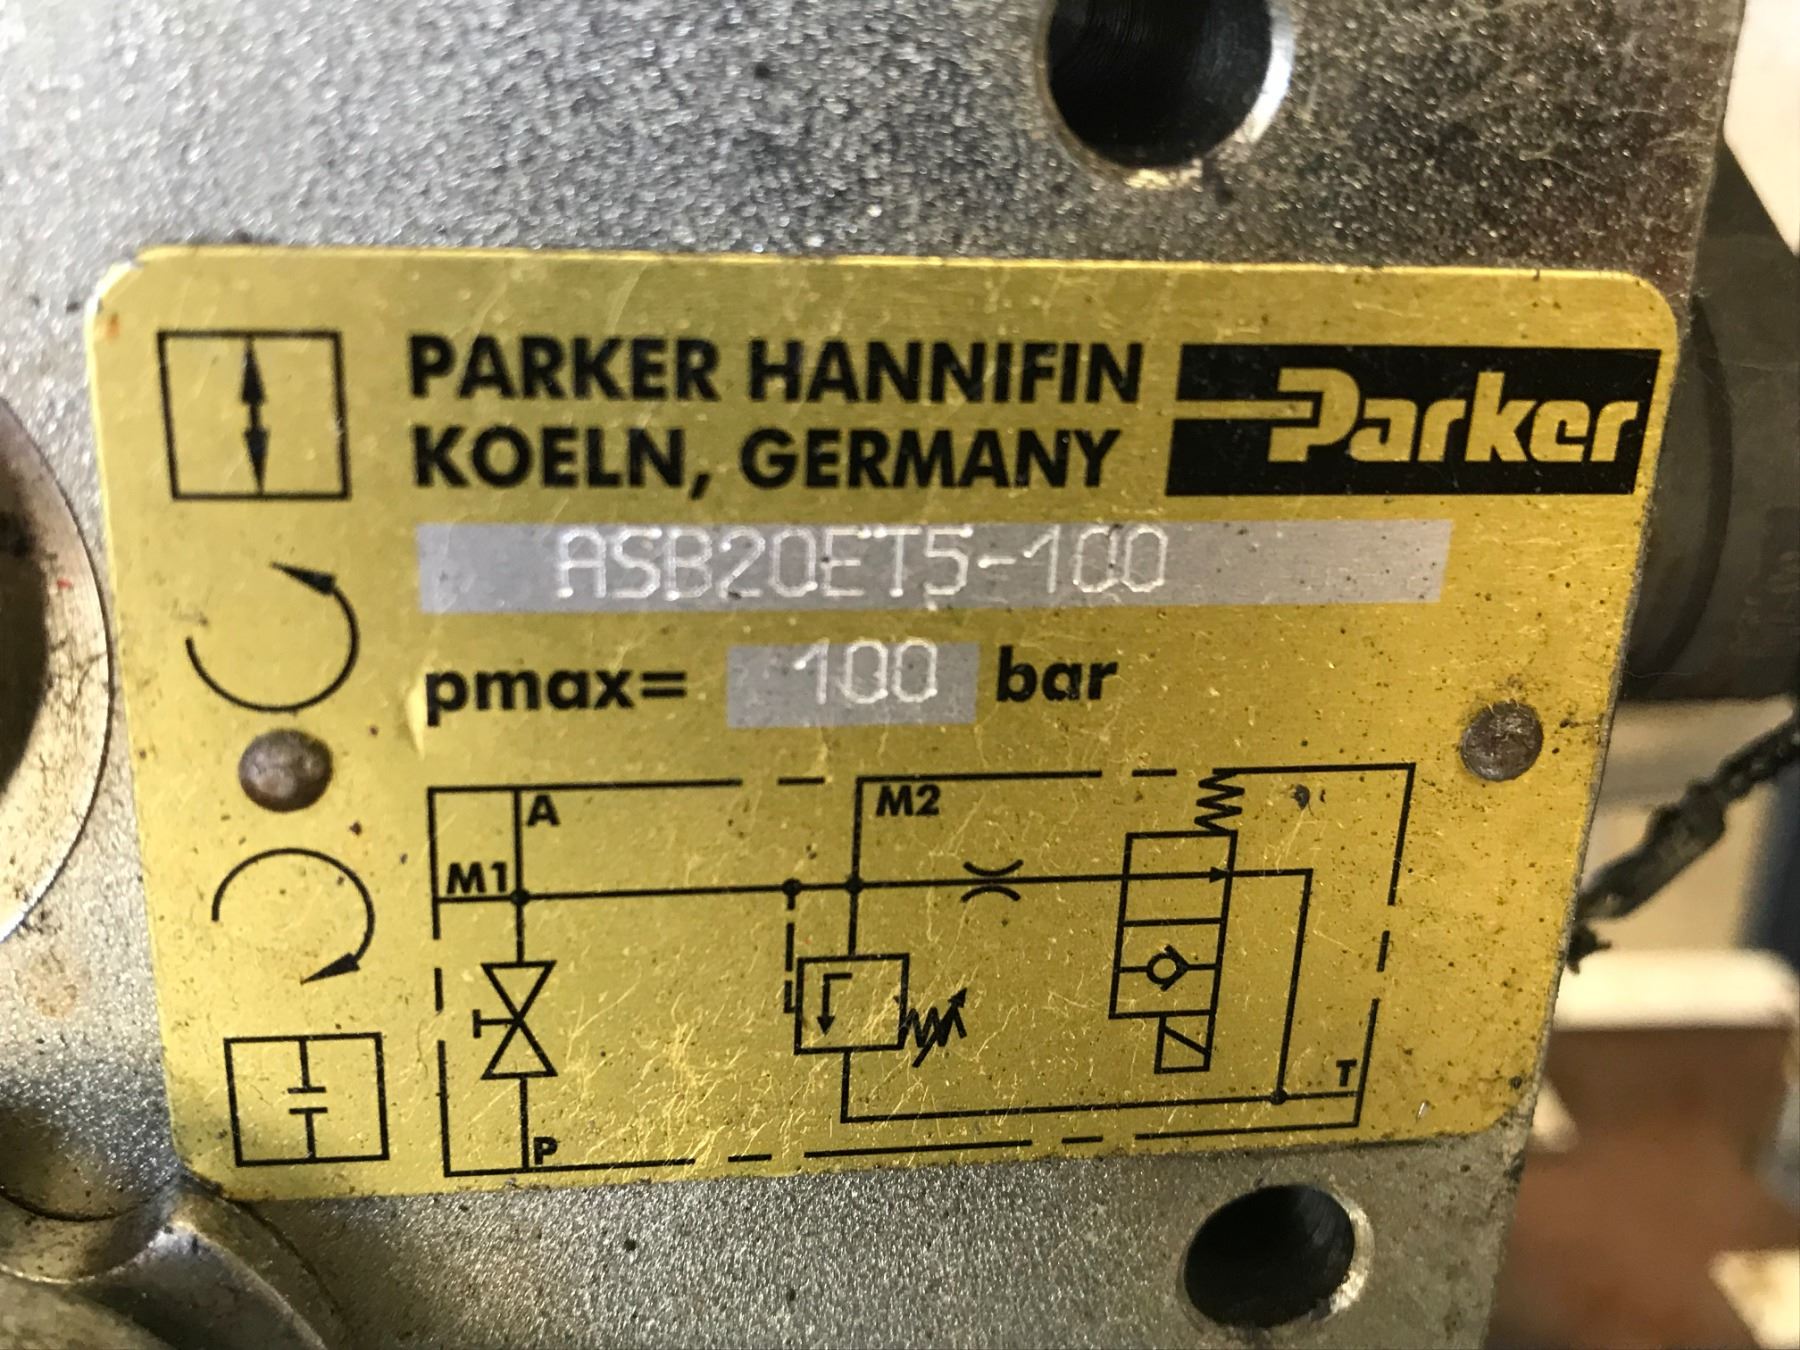 PARKER HANNIFIN
KOELN, GERMANY
Parker
ASB20ET5-100
pmax= 100 bar
A
M2
M1
T
P